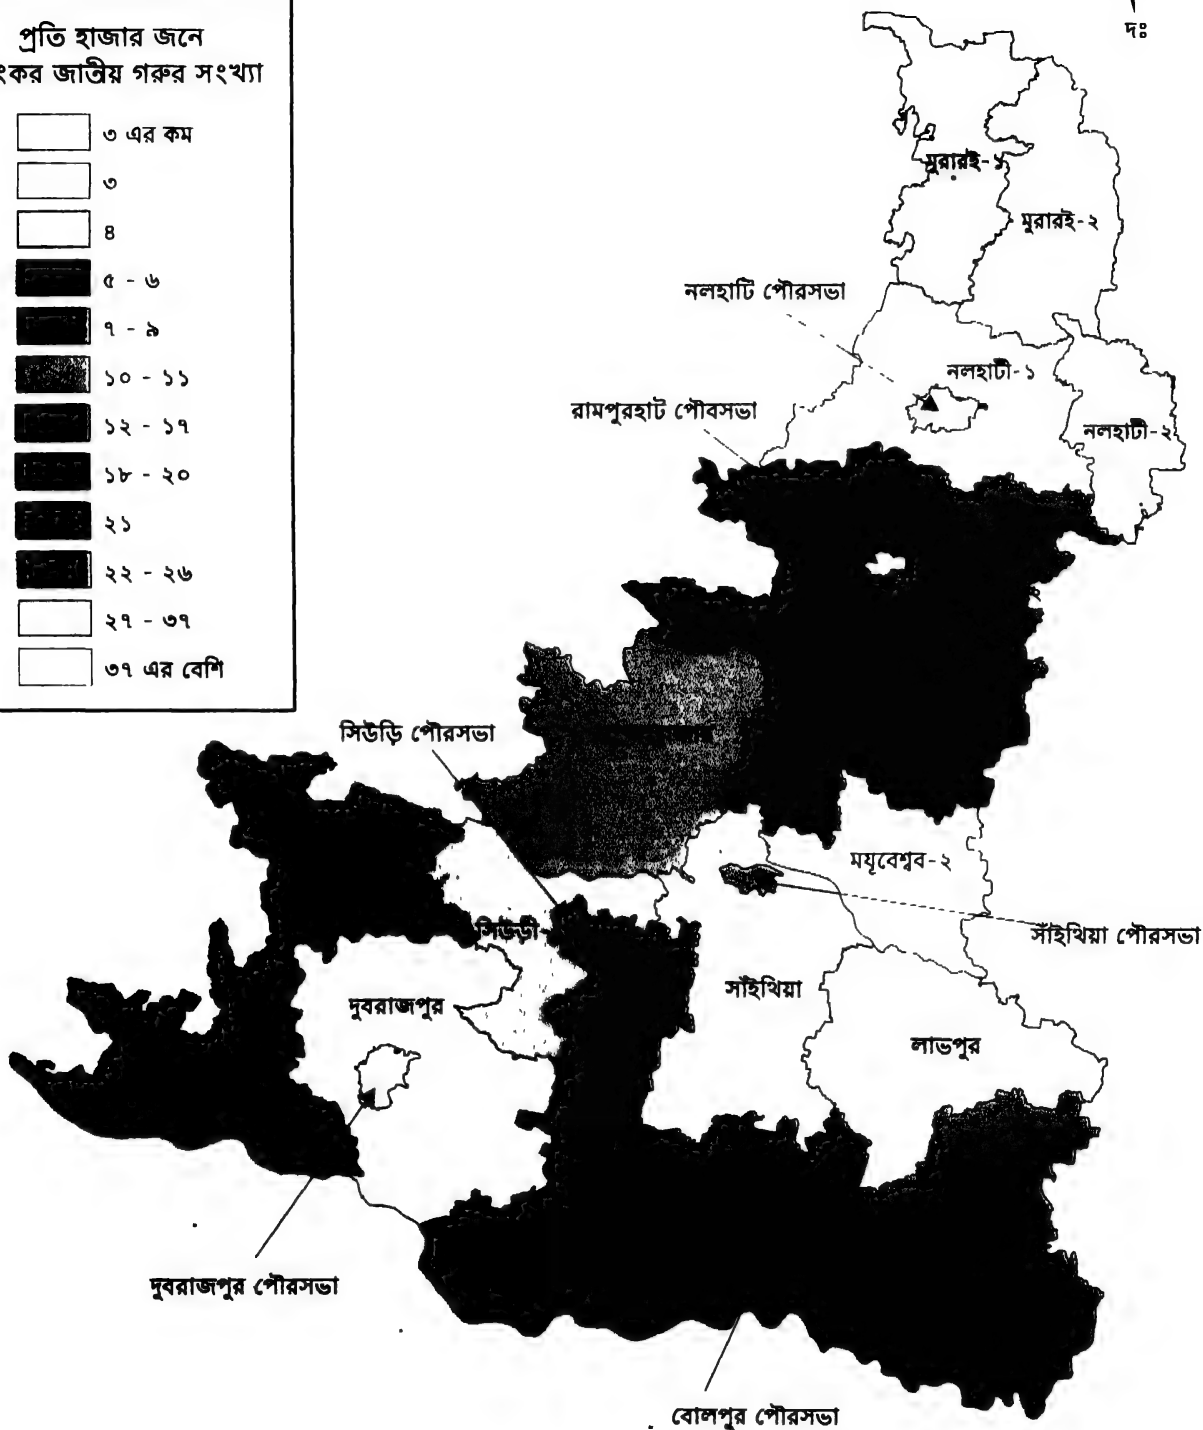 প্রতি হাজার জনে
ংকর জাতীয় গরুর সংখ্যা
৩ এর কম
৩
৪
৫ - ৬
৭ - ৯
১০ - ১১
১২ - ১৭
১৮ - ২০
২১
২২ - ২৬
২৭ - ৩৭
৩৭ এর বেশি
দঃ
মুরারই-১
মুরারই-২
নলহাটি পৌরসভা
নলহাটী-১
রামপুরহাট পৌবসভা
নলহাটী-২
সিউড়ি পৌরসভা
ময়ূবেশ্বব-২
সিউড়ী
সাঁইথিয়া পৌরসভা
সাঁইথিয়া
দুবরাজপুর
লাভপুর
দুবরাজপুর পৌরসভা
বোলপুর পৌরসভা